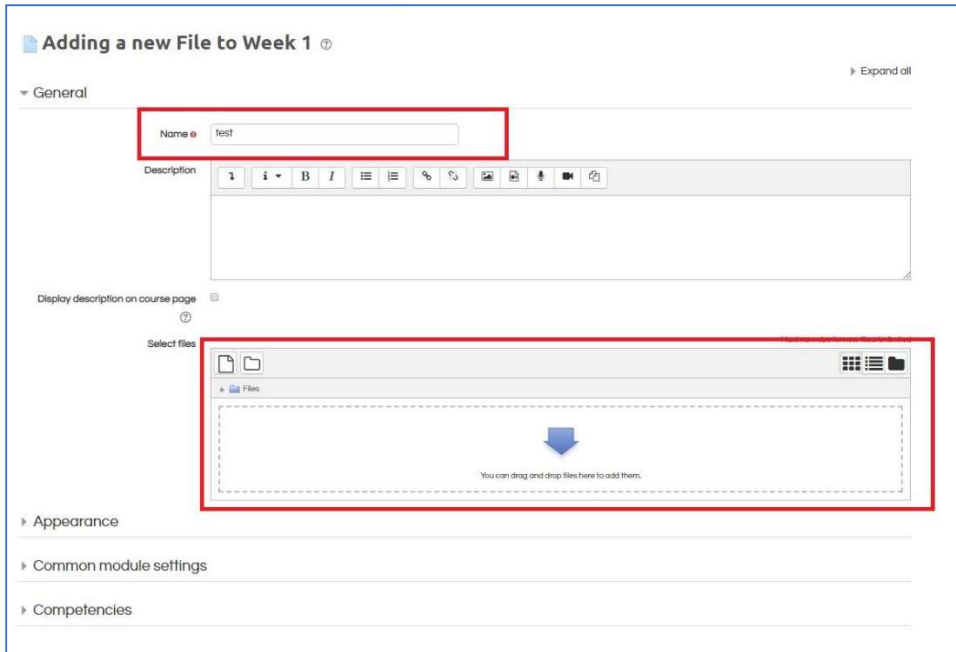 Adding a new File to Week 1
Expand all
General
Name
test
Description
B I
Display description on course page
Select files
Files
You can drag and drop files here to add them.
Appearance
Common module settings
Competencies